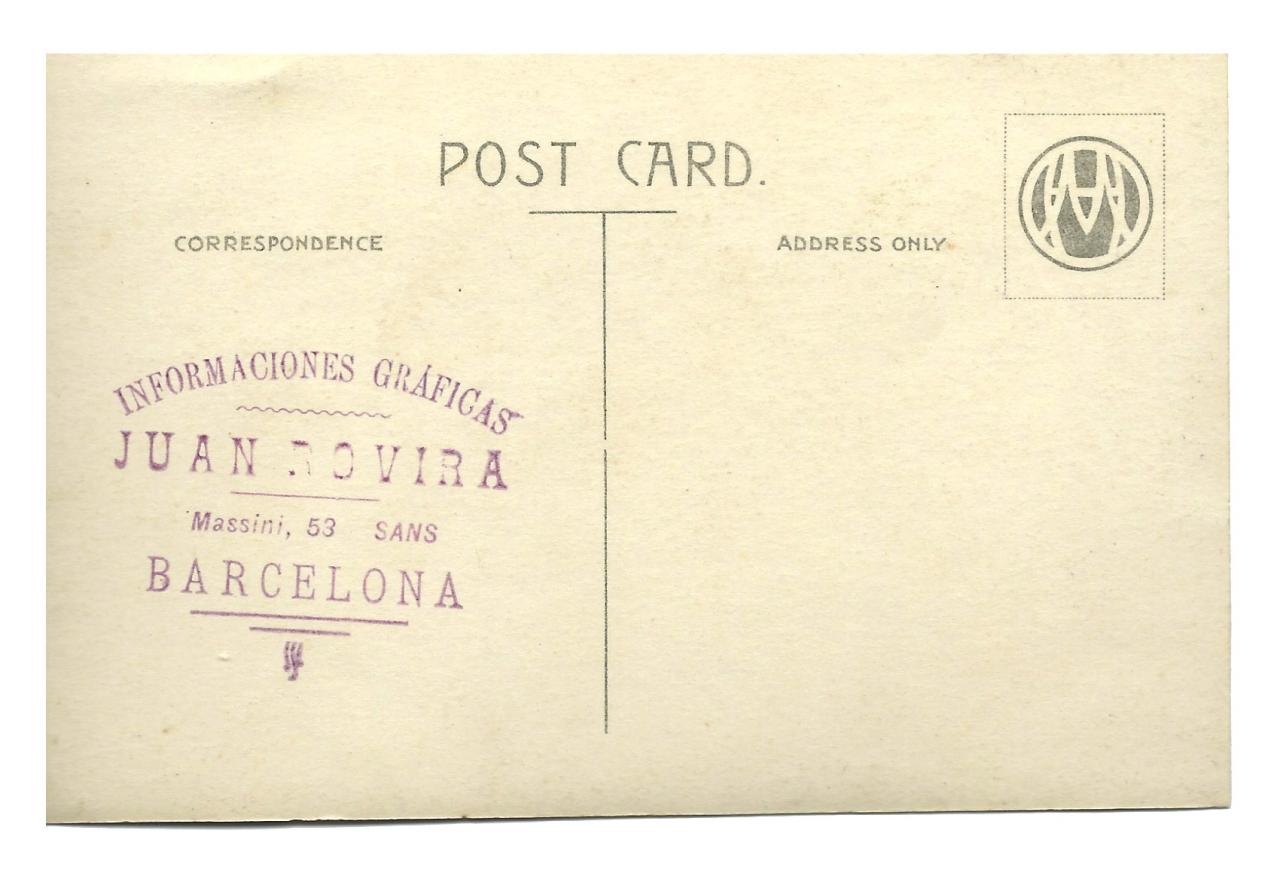 POST CARD.
CORRESPONDENCE
ADDRESS ONLY
INFORMACIONES GRÁFICAS
JUAN ROVIRA
Massini, 53 SANS
BARCELONA